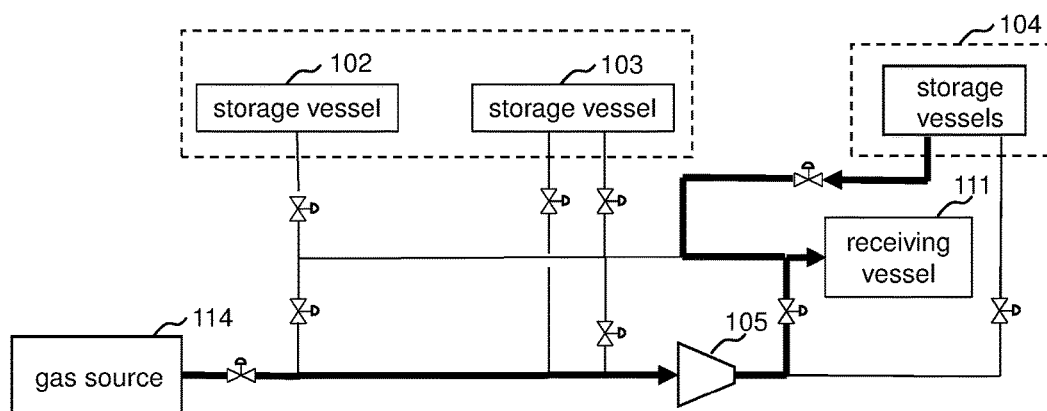 104
102
103
storage vessel
storage vessel
storage
vessels
111
receiving
vessel
114
105
gas source